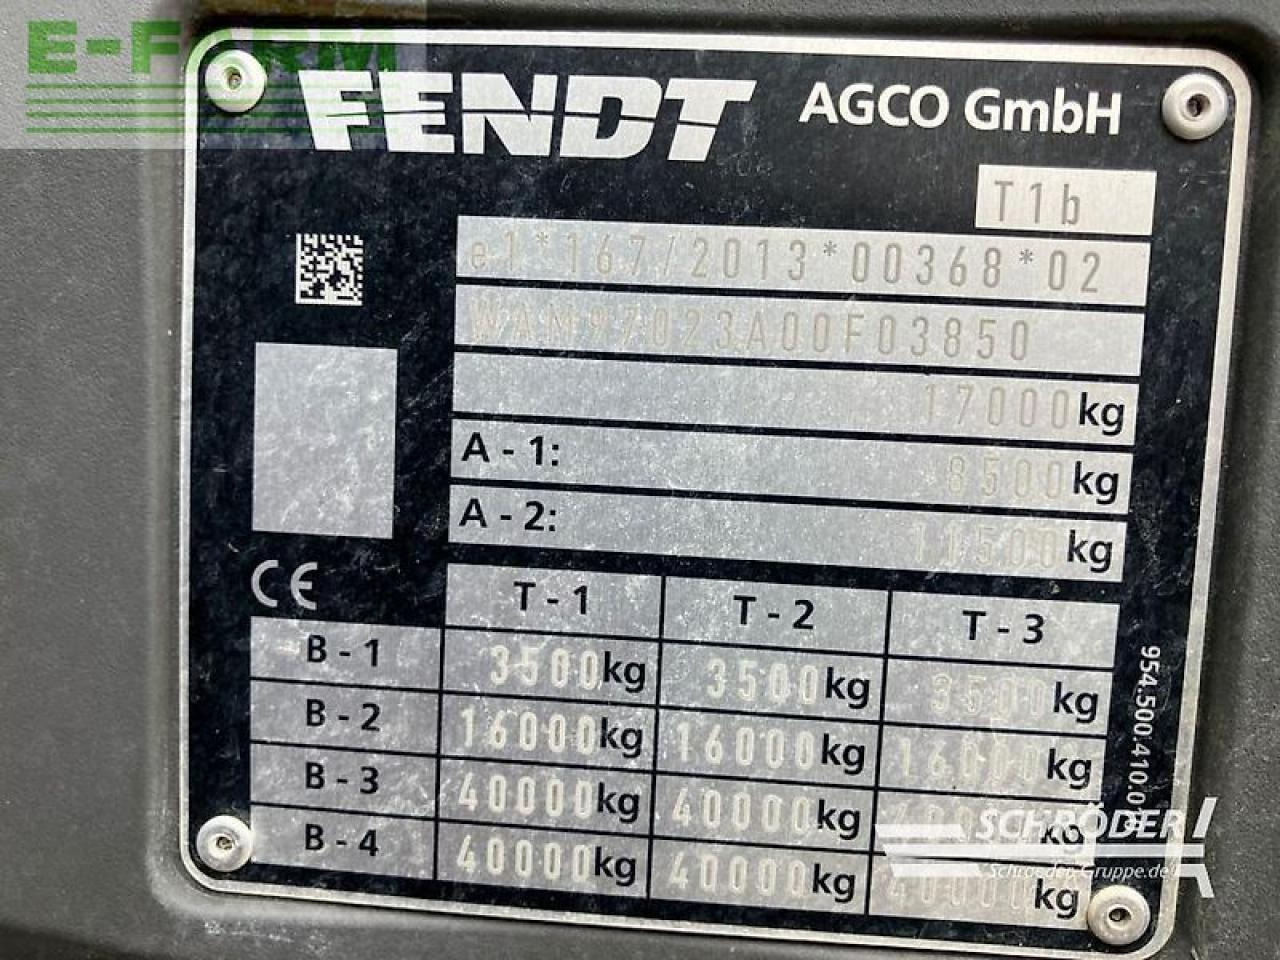 E-FARM
FENDT AGCO GmbH
T1b
e1*167/2013*00368*02
WAM97023A00F03850
17000kg
A - 1: 8500kg
A - 2: 11500kg
CE
T - 1 T - 2 T - 3
B - 1 3500kg 3500kg 3500kg
B - 2 16000kg 16000kg 16000kg
B - 3 40000kg 40000kg kg
B - 4 40000kg 40000kg 40000kg
SCHRÖDER
Schroeder-Gruppe.de